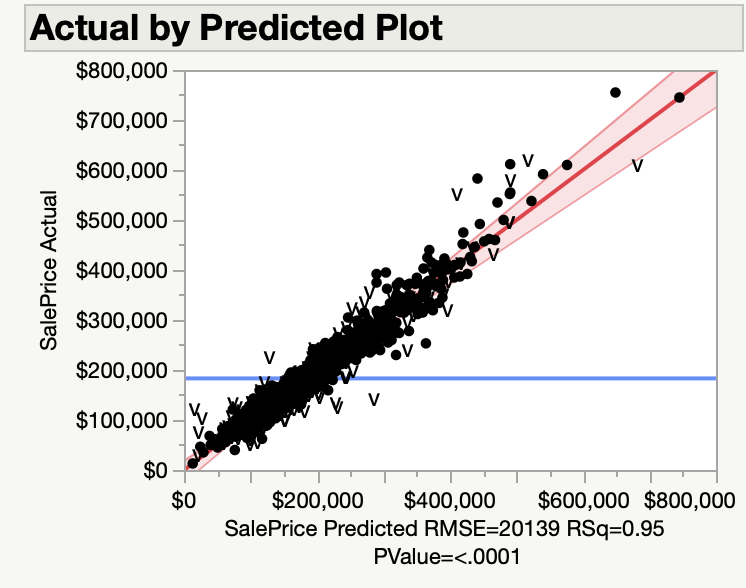 Actual by Predicted Plot
$800,000
$700,000
$600,000
$500,000
$400,000
$300,000
$200,000
$100,000
$0
SalePrice Actual
$0 $200,000 $400,000 $600,000 $800,000
SalePrice Predicted RMSE=20139 RSq=0.95
PValue=<.0001